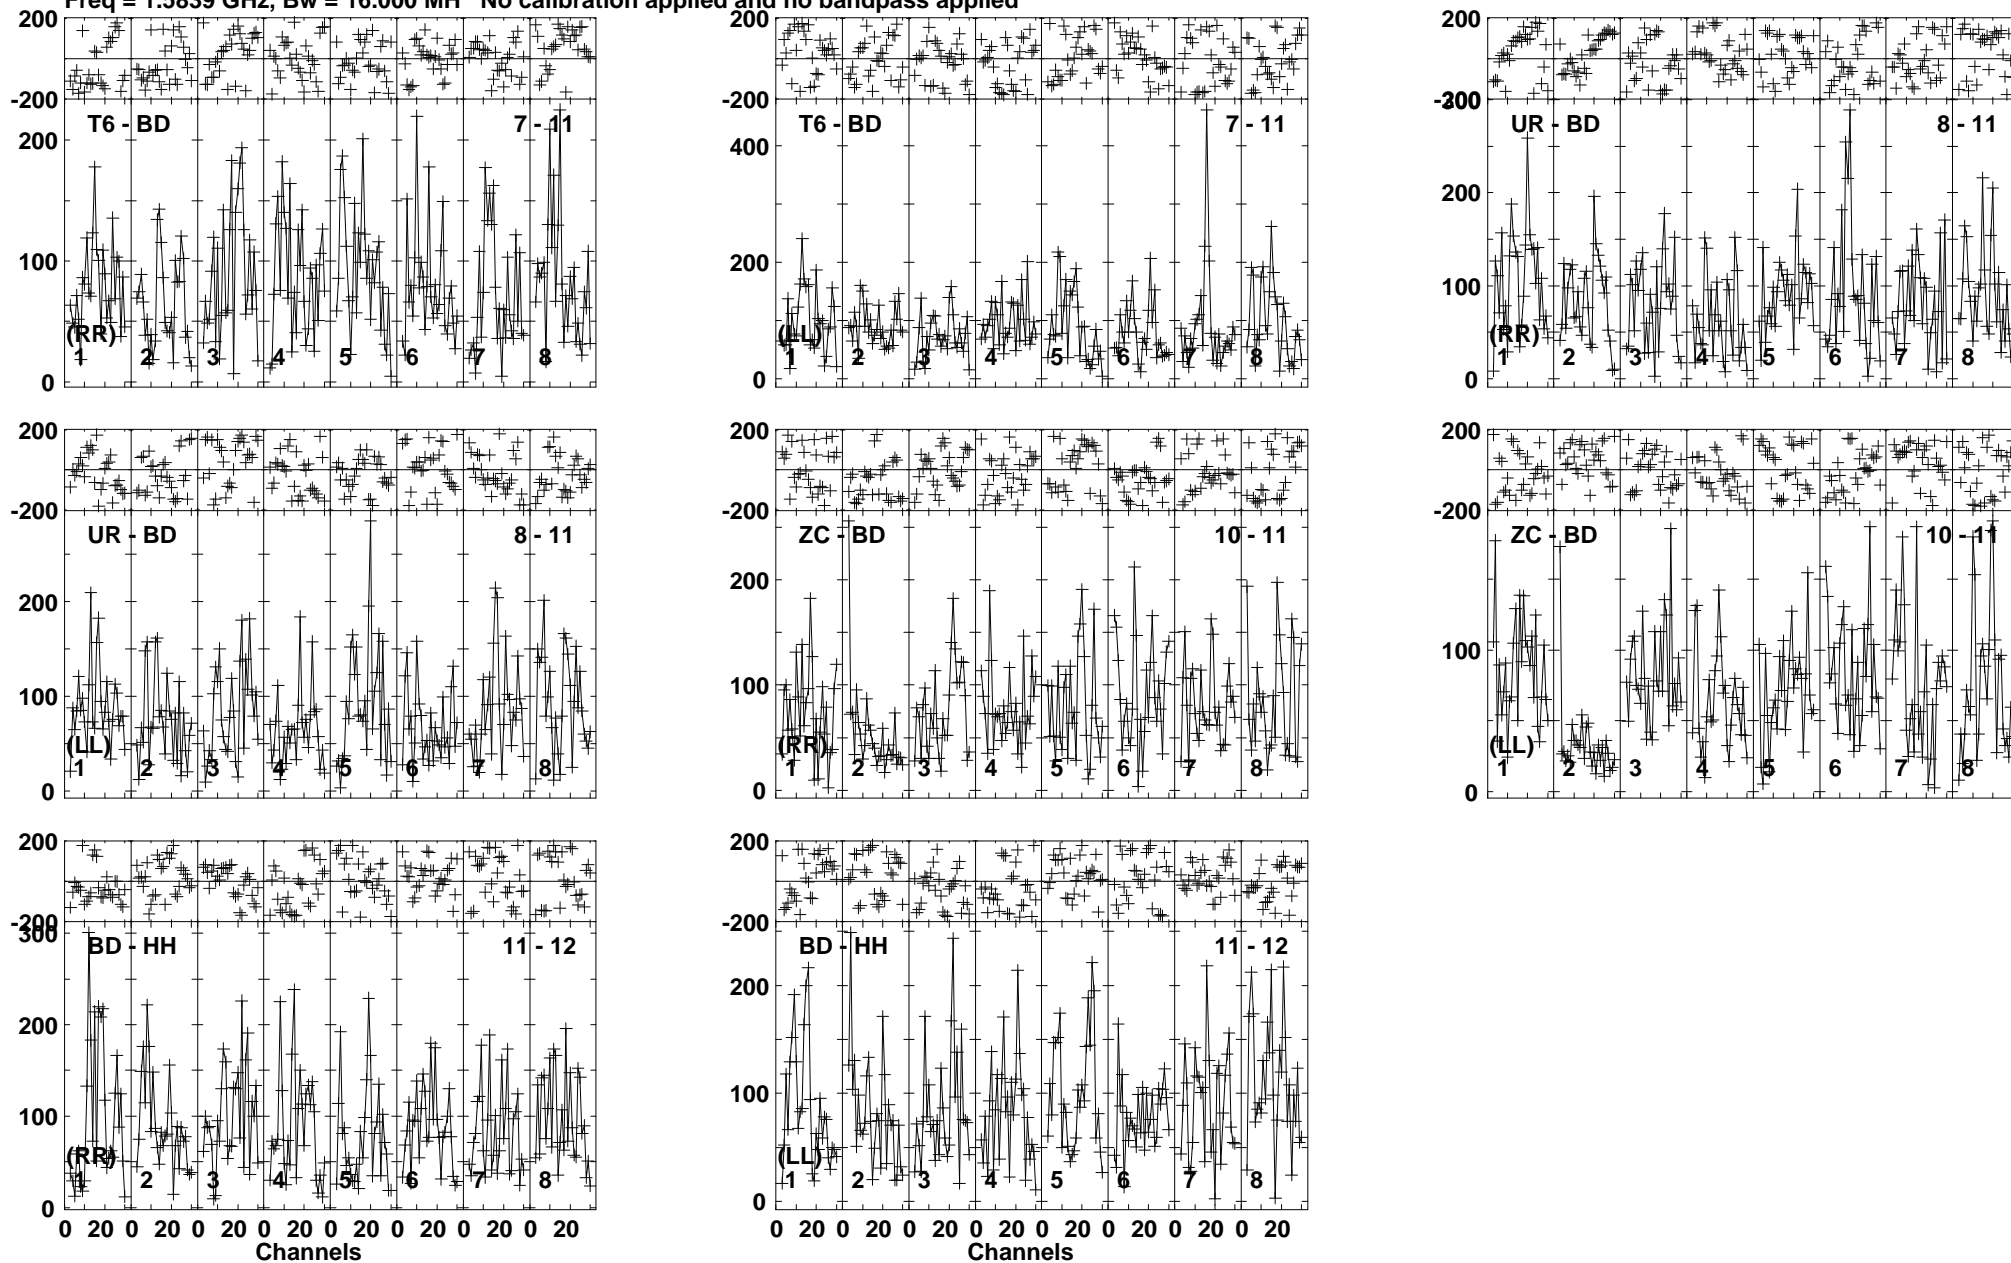 Freq = 1.5839 GHz, Bw = 16.000 MH No calibration applied and no bandpass applied
200
-200
T6 - BD 7 - 11
200
100
(RR)
1 2 3 4 5 6 7 8
0
200
-200
T6 - BD 7 - 11
400
200
(LL)
1 2 3 4 5 6 7 8
0
200
-200
300
UR - BD 8 - 11
200
100
(RR)
1 2 3 4 5 6 7 8
0
200
-200
UR - BD 8 - 11
200
100
(LL)
1 2 3 4 5 6 7 8
0
200
-200
ZC - BD 10 - 11
200
100
(RR)
1 2 3 4 5 6 7 8
0
200
-200
ZC - BD 10 - 11
100
(LL)
1 2 3 4 5 6 7 8
0
200
-200
300
BD - HH 11 - 12
200
100
(RR)
1 2 3 4 5 6 7 8
0
0 20 0 20 0 20 0 20 0 20 0 20 0 20 0 20
Channels
200
-200
BD - HH 11 - 12
200
100
(LL)
1 2 3 4 5 6 7 8
0
0 20 0 20 0 20 0 20 0 20 0 20 0 20 0 20
Channels